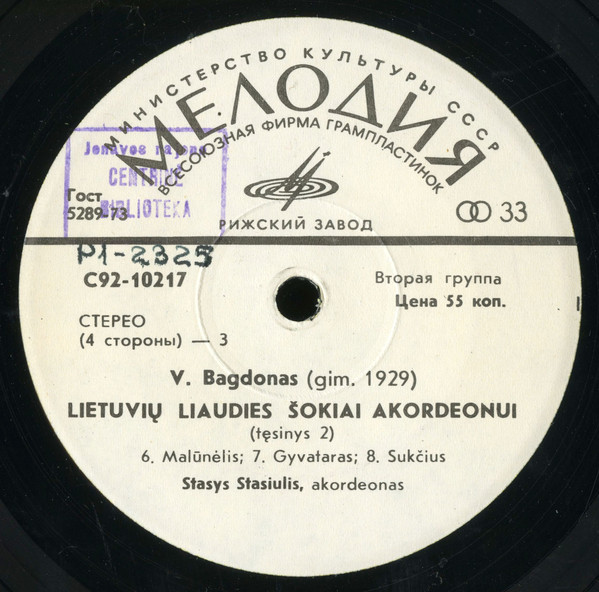 МИНИСТЕРСТВО КУЛЬТУРЫ СССР
МЕЛОДИЯ
ВСЕСОЮЗНАЯ ФИРМА ГРАМПЛАСТИНОК
Jonavos rajono
CENTRINĖ
BIBLIOTEKA
Гост
5289-73
РИЖСКИЙ ЗАВОД
33
P1-2325
С92-10217
Вторая группа
Цена 55 коп.
СТЕРЕО
(4 стороны) — 3
V. Bagdonas (gim. 1929)
LIETUVIŲ LIAUDIES ŠOKIAI AKORDEONUI
(tęsinys 2)
6. Malūnėlis; 7. Gyvataras; 8. Sukčius
Stasys Stasiulis, akordeonas